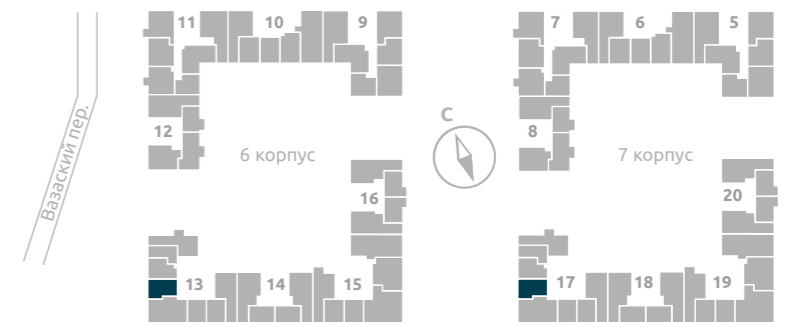 11 10 9 7 6 5
С
12 8
6 корпус 7 корпус
Вазаский пер.
16 20
13 14 15 17 18 19